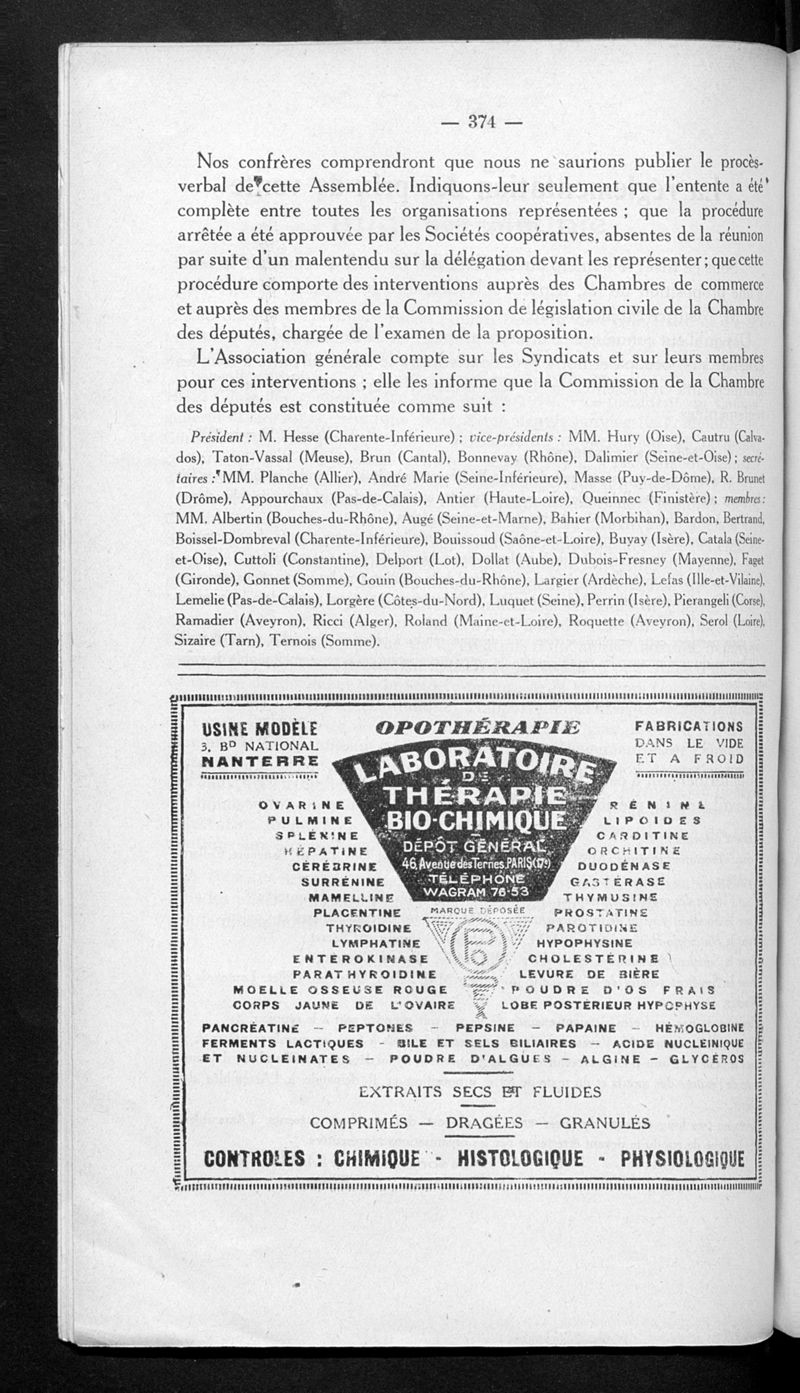 — 374 —
Nos confrères comprendront que nous ne saurions publier le procès-
verbal de cette Assemblée. Indiquons-leur seulement que l'entente a été
complète entre toutes les organisations représentées ; que la procédure
arrêtée a été approuvée par les Sociétés coopératives, absentes de la réunion
par suite d'un malentendu sur la délégation devant les représenter ; que cette
procédure comporte des interventions auprès des Chambres de commerce
et auprès des membres de la Commission de législation civile de la Chambre
des députés, chargée de l'examen de la proposition.
L'Association générale compte sur les Syndicats et sur leurs membres
pour ces interventions ; elle les informe que la Commission de la Chambre
des députés est constituée comme suit :
Président : M. Hesse (Charente-Inférieure) ; vice-présidents : MM. Hury (Oise), Cautru (Calva-
dos), Taton-Vassal (Meuse), Brun (Cantal), Bonnevay (Rhône), Dalimier (Seine-et-Oise) ; secré-
taires : MM. Planche (Allier), André Marie (Seine-Inférieure), Masse (Puy-de-Dôme), R. Brunet
(Drôme), Appourchaux (Pas-de-Calais), Antier (Haute-Loire), Queinnec (Finistère) ; membres :
MM. Albertin (Bouches-du-Rhône), Augé (Seine-et-Marne), Bahier (Morbihan), Bardon, Bertrand,
Boissel-Dombreval (Charente-Inférieure), Bouissoud (Saône-et-Loire), Buyay (Isère), Catala (Seine-
et-Oise), Cuttoli (Constantine), Delport (Lot), Dollat (Aube), Dubois-Fresney (Mayenne), Faget
(Gironde), Gonnet (Somme), Gouin (Bouches-du-Rhône), Largier (Ardèche), Lefas (Ille-et-Vilaine),
Lemelie (Pas-de-Calais), Lorgère (Côtes-du-Nord), Luquet (Seine), Perrin (Isère), Pierangeli (Corse),
Ramadier (Aveyron), Ricci (Alger), Roland (Maine-et-Loire), Roquette (Aveyron), Serol (Loire),
Sizaire (Tarn), Ternois (Somme).
USINE MODÈLE
3, BD NATIONAL
NANTERRE
OPOTHÉRAPIE
FABRICATIONS
DANS LE VIDE
ET A FROID
LABORATOIRE
DE
THÉRAPIE
BIO-CHIMIQUE
DÉPÔT GÉNÉRAL
46, Avenue des Ternes, PARIS (17e)
TÉLÉPHONE
WAGRAM 76-53
MARQUE DÉPOSÉE
OVARINE
PULMINE
SPLÉNINE
HÉPATINE
CÉRÉBRINE
SURRÉNINE
MAMELLINE
PLACENTINE
THYROIDINE
LYMPHATINE
ENTEROKINASE
PARATHYROIDINE
MOELLE OSSEUSE ROUGE
CORPS JAUNE DE L'OVAIRE
RÉNINE
LIPOIDES
CARDITINE
ORCHITINE
DUODÉNASE
GASTÉRASE
THYMUSINE
PROSTATINE
PAROTIDINE
HYPOPHYSINE
CHOLESTÉRINE
LEVURE DE BIÈRE
POUDRE D'OS FRAIS
LOBE POSTÉRIEUR HYPOPHYSE
PANCRÉATINE — PEPTONES — PEPSINE — PAPAINE — HÉMOGLOBINE
FERMENTS LACTIQUES - BILE ET SELS BILIAIRES — ACIDE NUCLEINIQUE
ET NUCLEINATES — POUDRE D'ALGUES — ALGINE — GLYCÉROS
EXTRAITS SECS ET FLUIDES
COMPRIMÉS — DRAGÉES — GRANULÉS
CONTROLES : CHIMIQUE - HISTOLOGIQUE - PHYSIOLOGIQUE